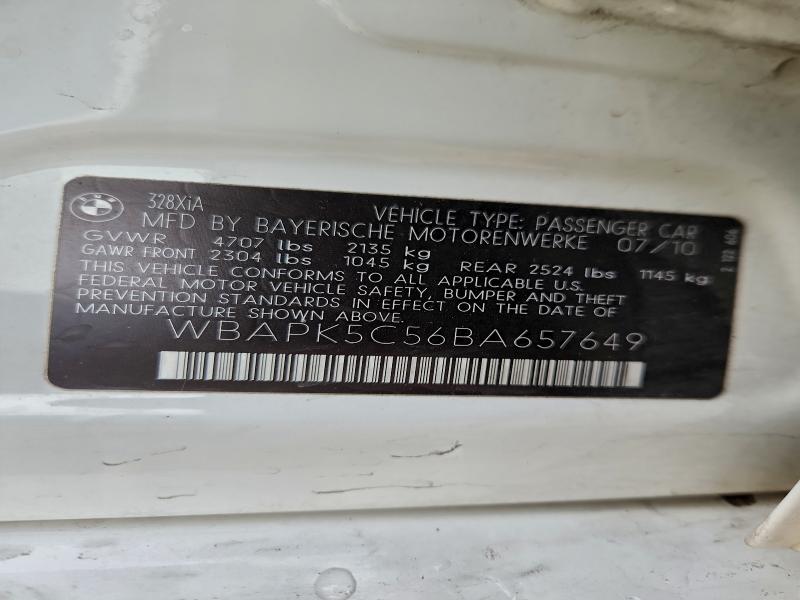 328XiA VEHICLE TYPE: PASSENGER CAR
MFD BY BAYERISCHE MOTORENWERKE 07/10
GVWR 4707 lbs 2135 kg
GAWR FRONT 2304 lbs 1045 kg REAR 2524 lbs 1145 kg
THIS VEHICLE CONFORMS TO ALL APPLICABLE U.S.
FEDERAL MOTOR VEHICLE SAFETY, BUMPER AND THEFT
PREVENTION STANDARDS IN EFFECT ON THE DATE OF
MANUFACTURE SHOWN ABOVE.
WBAPK5C56BA657649